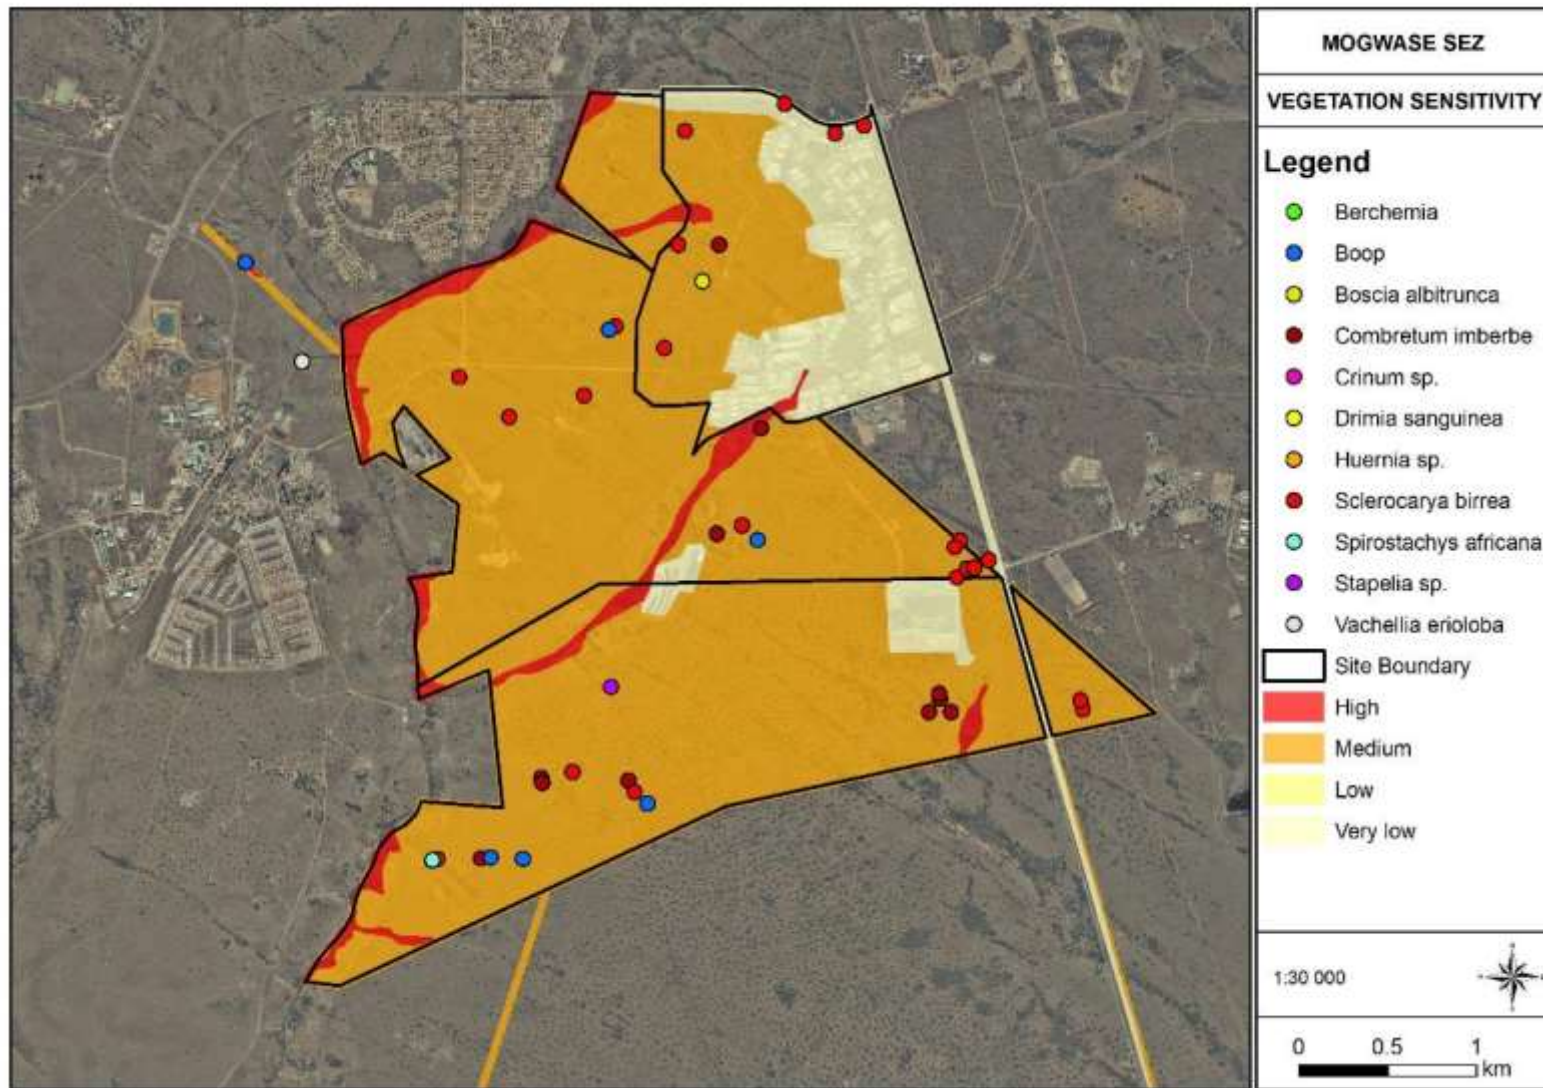 MOGWASE SEZ
VEGETATION SENSITIVITY
Legend
Berchemia
Boop
Boscia albitrunca
Combretum imberbe
Crinum sp.
Drimia sanguinea
Huernia sp.
Sclerocarya birrea
Spirostachys africana
Stapelia sp.
Vachellia erioloba
Site Boundary
High
Medium
Low
Very low
1:30 000
0 0.5 1
km